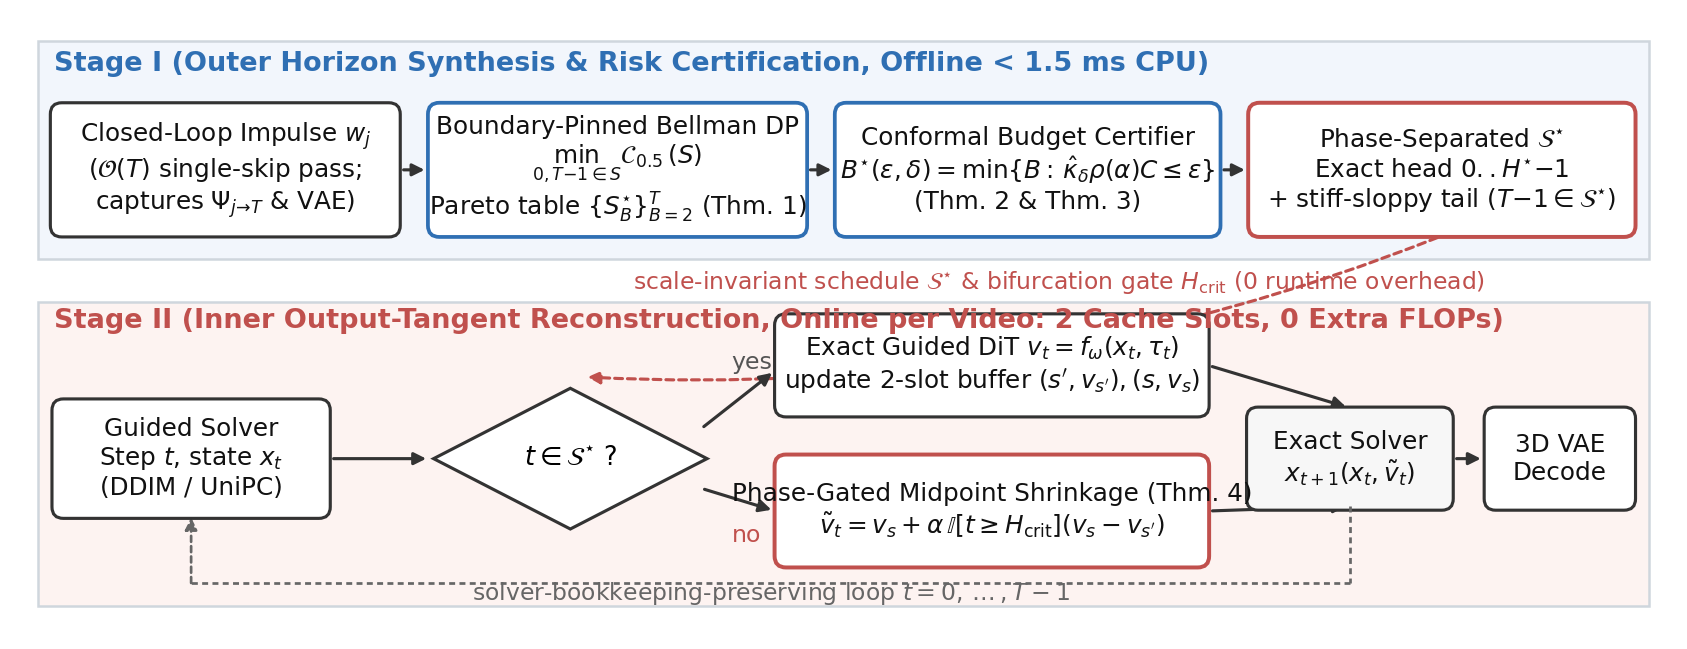 Stage I (Outer Horizon Synthesis & Risk Certification, Offline < 1.5 ms CPU)
Closed-Loop Impulse w_j
(𝒪(T) single-skip pass;
captures Ψ_{j→T} & VAE)
Boundary-Pinned Bellman DP
min_{0,T−1∈S} 𝒞_{0.5} (S)
Pareto table {S_B^⋆}_{B=2}^T (Thm. 1)
Conformal Budget Certifier
B^⋆(ε, δ) = min{B : κ̂_δρ(α)C ≤ ε}
(Thm. 2 & Thm. 3)
Phase-Separated 𝒮^⋆
Exact head 0. . H^⋆−1
+ stiff-sloppy tail (T−1 ∈ 𝒮^⋆)
scale-invariant schedule 𝒮^⋆ & bifurcation gate H_crit (0 runtime overhead)
Stage II (Inner Output-Tangent Reconstruction, Online per Video: 2 Cache Slots, 0 Extra FLOPs)
Guided Solver
Step t, state x_t
(DDIM / UniPC)
t ∈ 𝒮^⋆ ?
yes
Exact Guided DiT v_t = f_ω(x_t, τ_t)
update 2-slot buffer (s′, v_{s′}), (s, v_s)
no
Phase-Gated Midpoint Shrinkage (Thm. 4)
ṽ_t = v_s + α 𝕀[t ≥ H_crit](v_s − v_{s′})
Exact Solver
x_{t+1}(x_t, ṽ_t)
3D VAE
Decode
solver-bookkeeping-preserving loop t = 0, … , T − 1